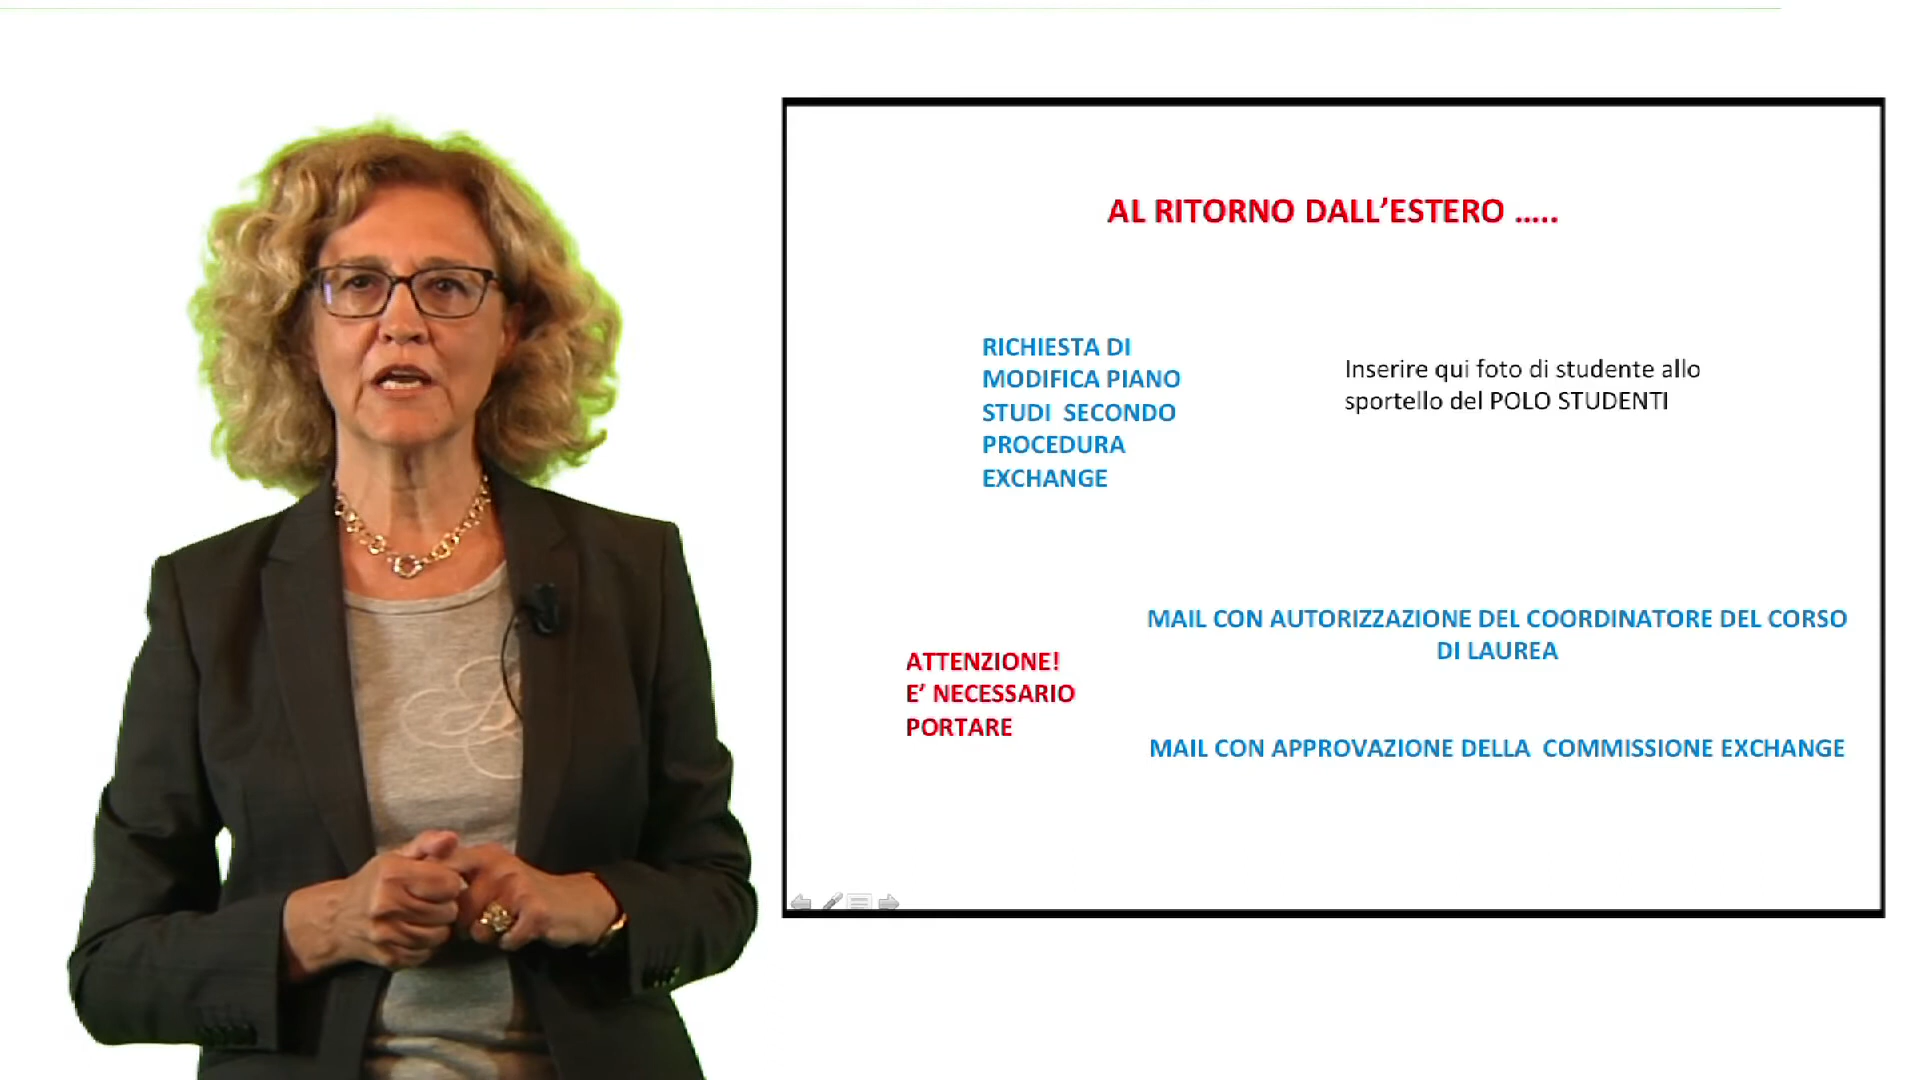 AL RITORNO DALL’ESTERO …..
RICHIESTA DI
MODIFICA PIANO
STUDI  SECONDO
PROCEDURA
EXCHANGE
Inserire qui foto di studente allo
sportello del POLO STUDENTI
ATTENZIONE!
E’ NECESSARIO
PORTARE
MAIL CON AUTORIZZAZIONE DEL COORDINATORE DEL CORSO
DI LAUREA
MAIL CON APPROVAZIONE DELLA  COMMISSIONE EXCHANGE